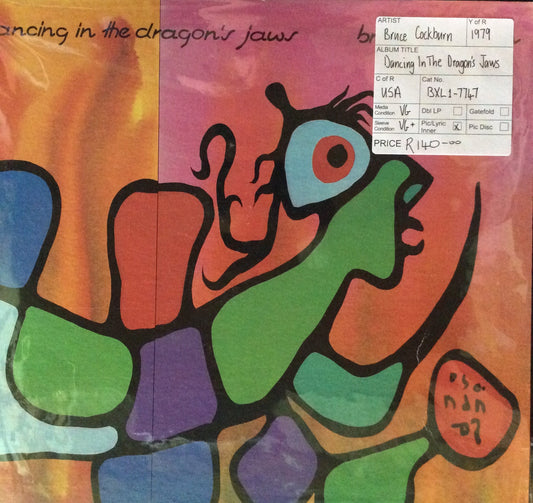 ancing in the dragon's jaws
ARTIST
Y of R
Bruce Cockburn
1979
ALBUM TITLE
Dancing In The Dragon's Jaws
C of R
Cat No.
USA
BXL1-7747
Media Condition
VG
Dbl LP
Gatefold
Sleeve Condition
VG+
Pic/Lyric Inner
x
Pic Disc
PRICE R140-00